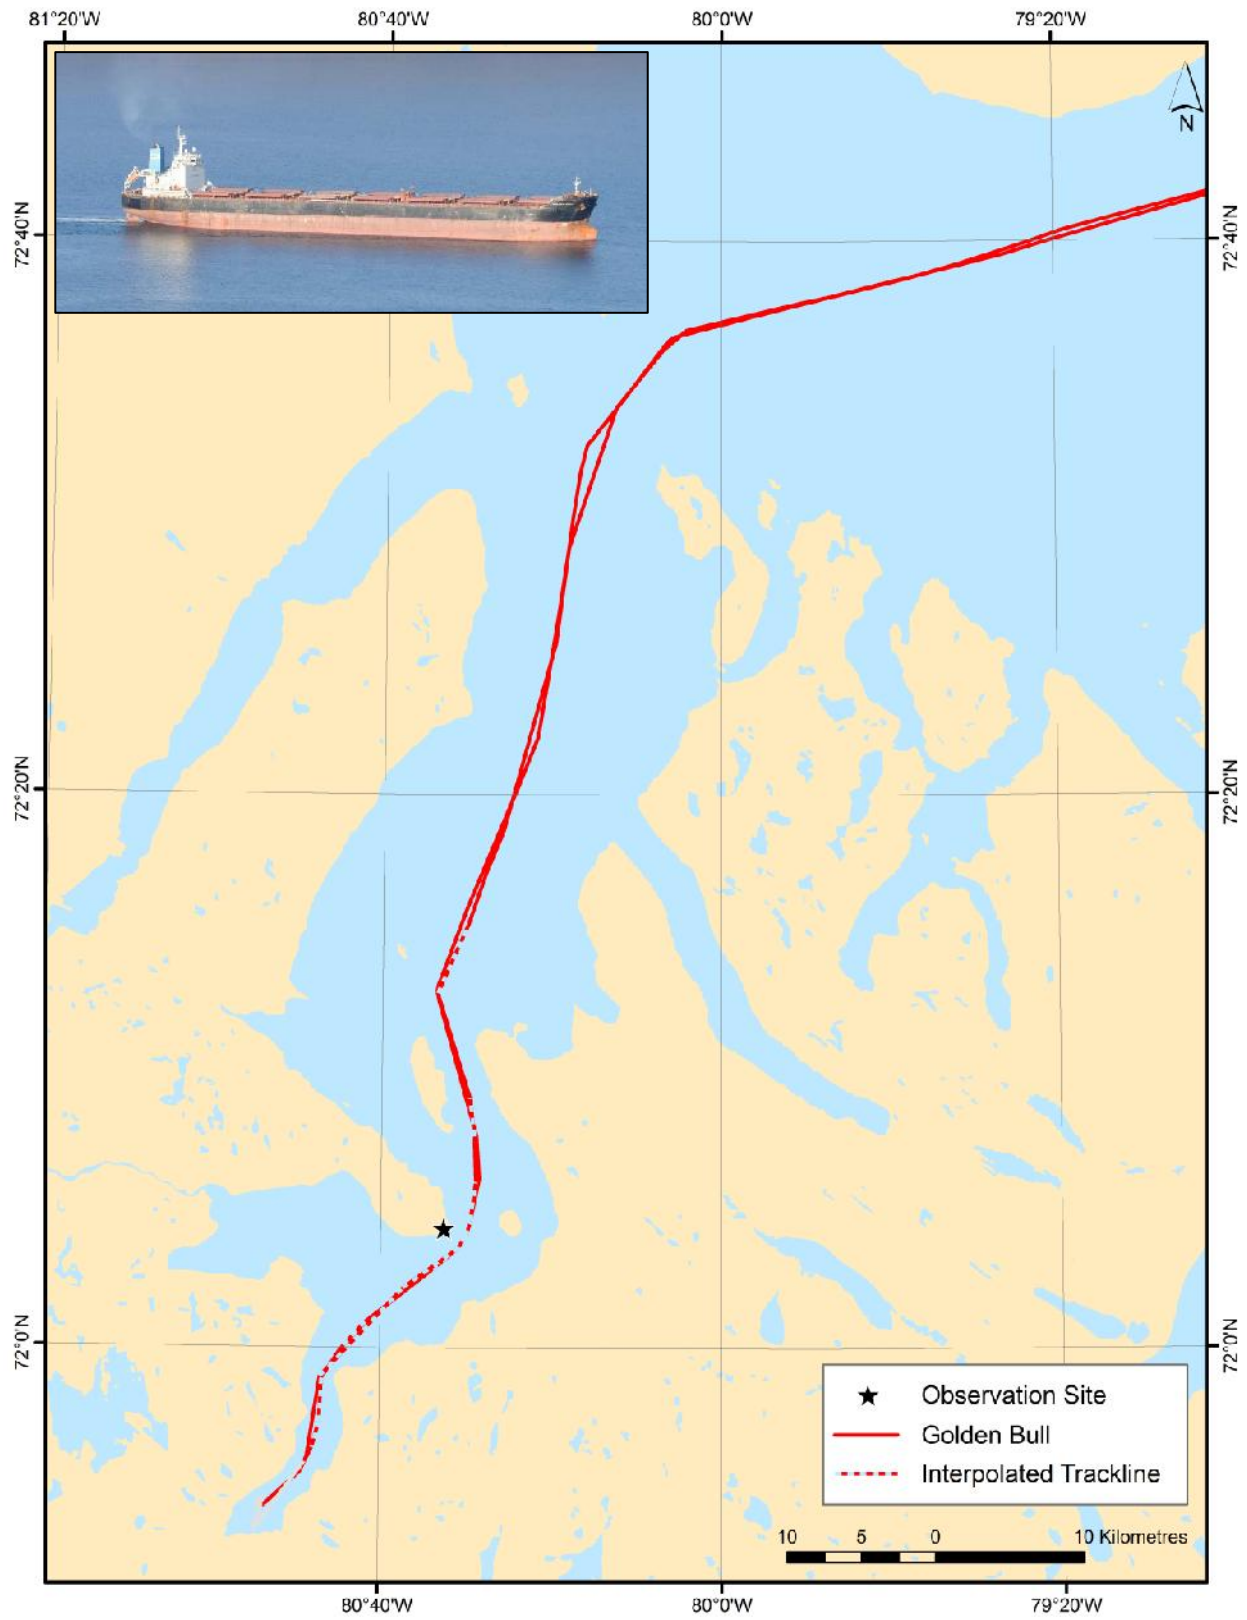 81°20'W 80°40'W 80°0'W 79°20'W
N
72°40'N 72°40'N
72°20'N 72°20'N
72°0'N 72°0'N
Observation Site
Golden Bull
Interpolated Trackline
10 5 0 10 Kilometres
80°40'W 80°0'W 79°20'W